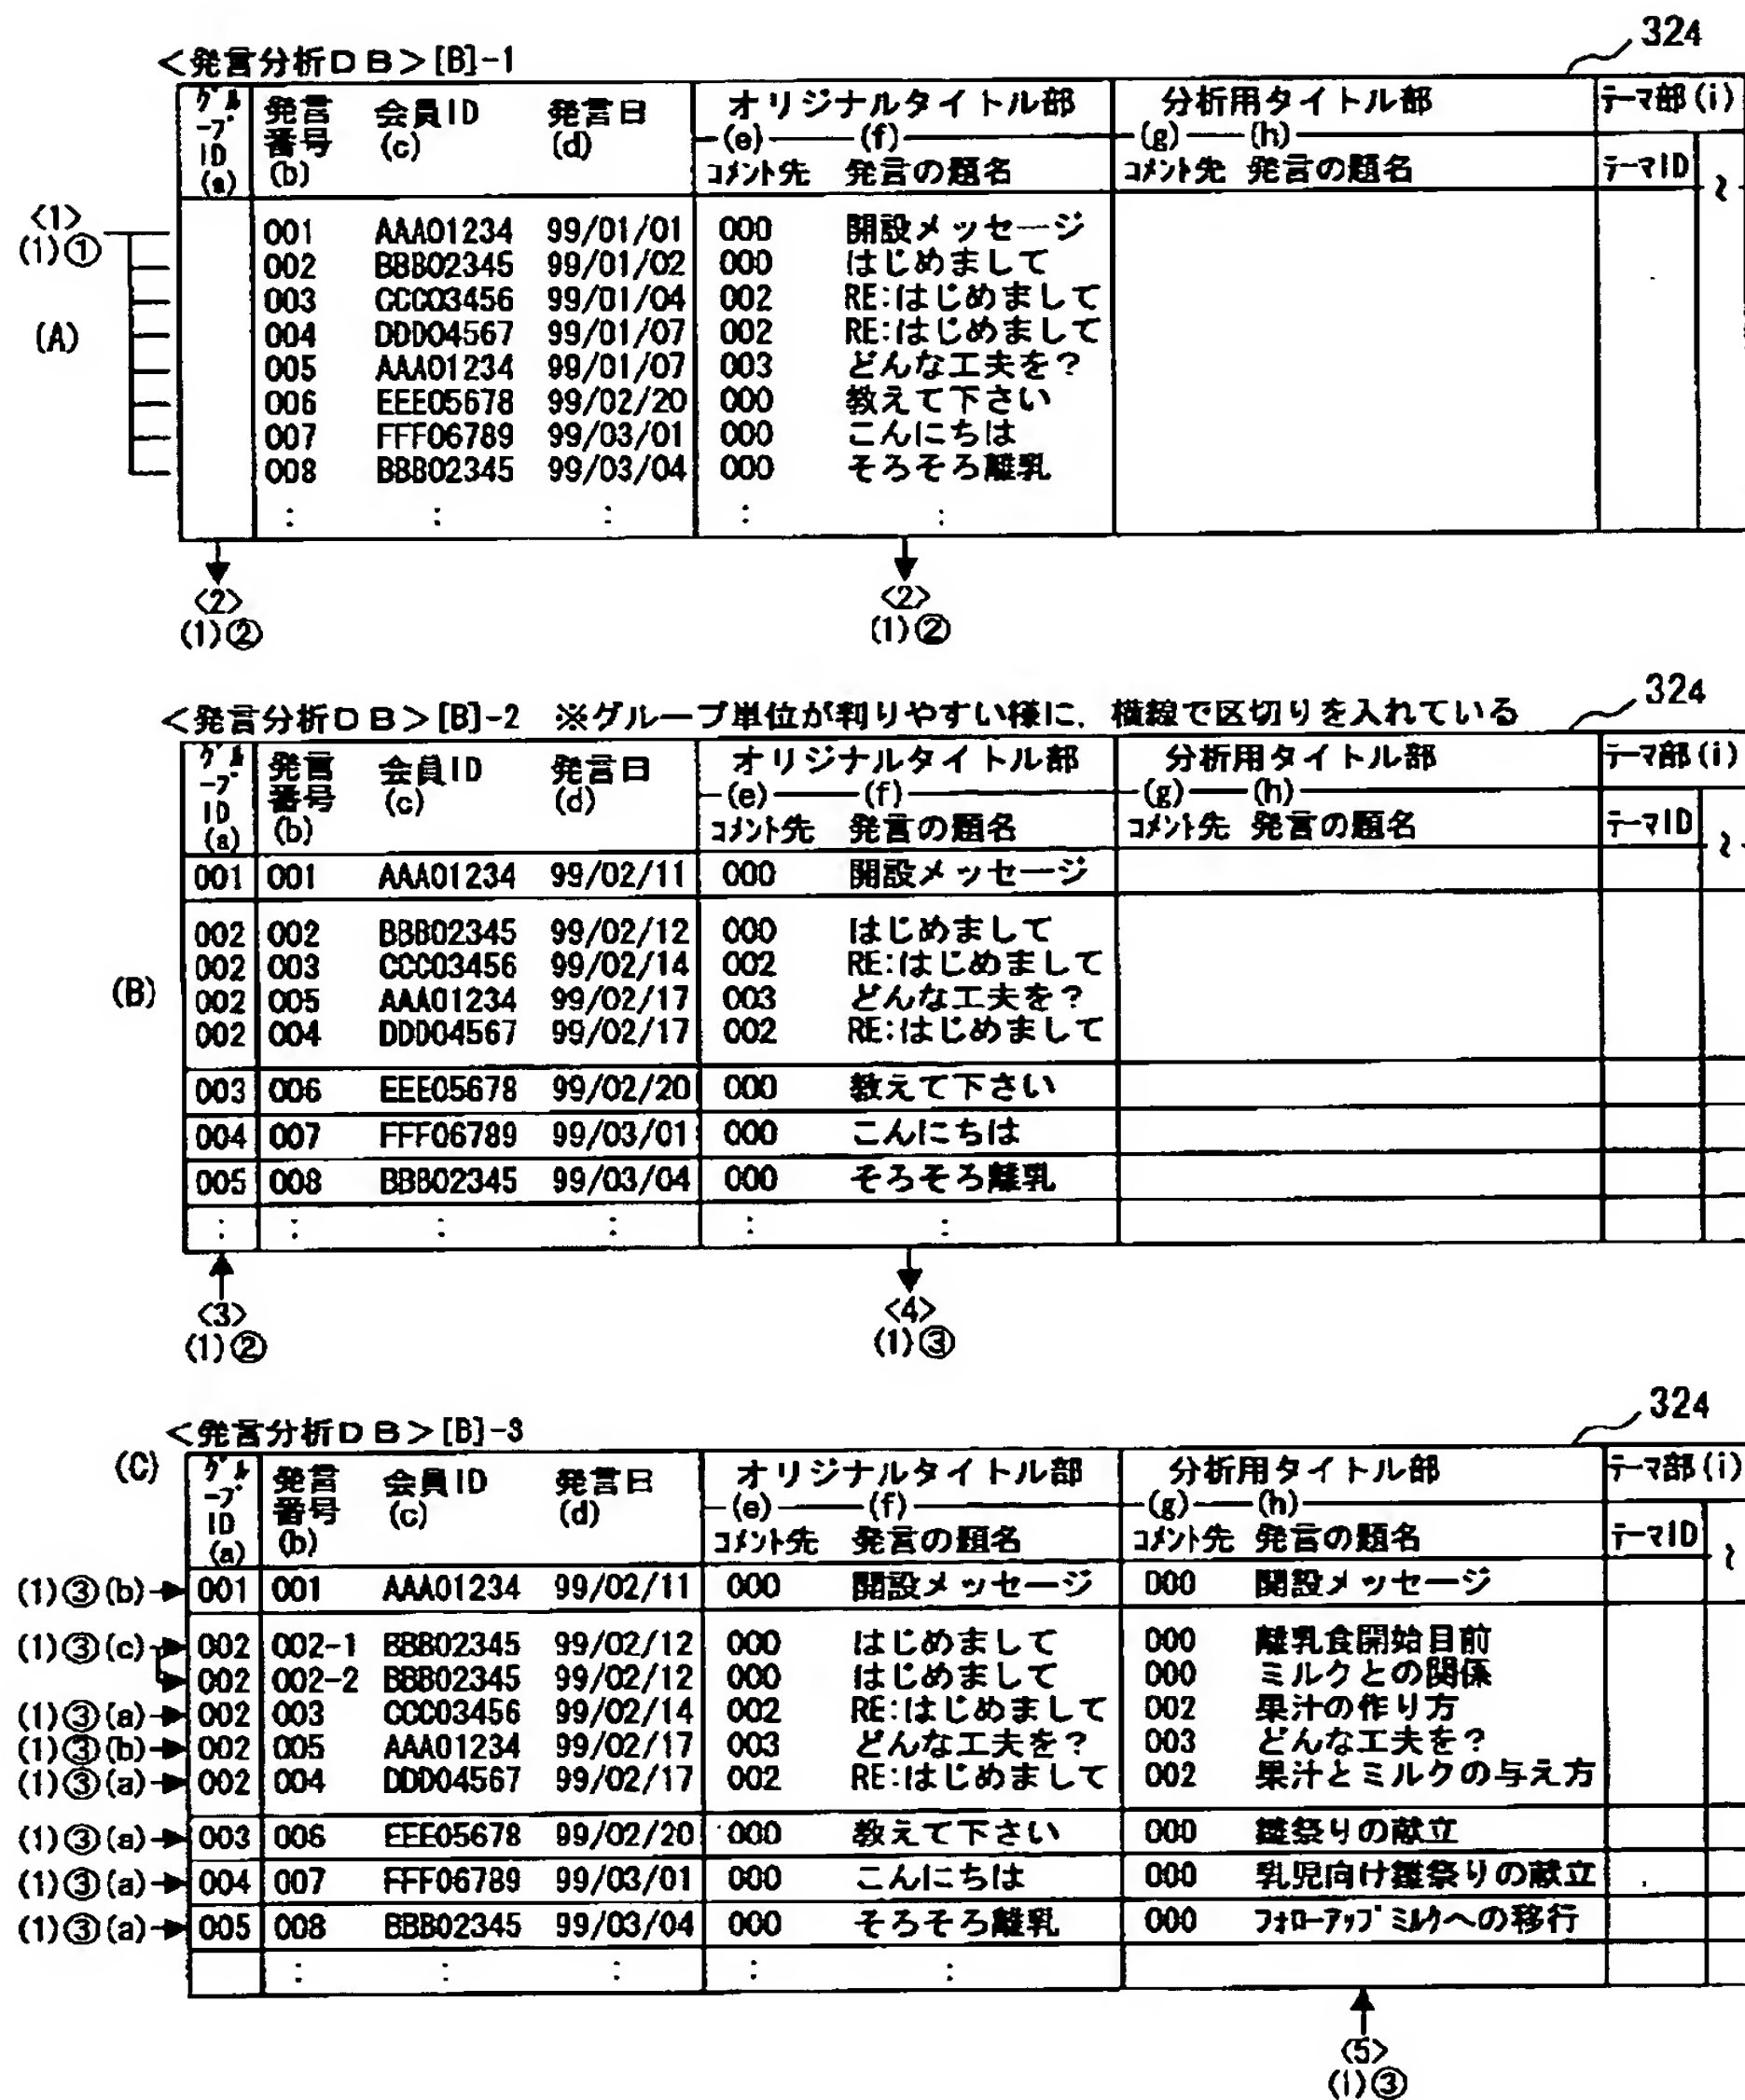 324
<発言分析DB>[B]-1
グループID(a) 発言番号(b) 会員ID(c) 発言日(d) オリジナルタイトル部 分析用タイトル部 テーマ部(i)
(e) (f) (g) (h)
コメント先 発言の題名 コメント先 発言の題名 テーマID ~
<1>
(1)①
(A)
001 AAA01234 99/01/01 000 開設メッセージ
002 BBB02345 99/01/02 000 はじめまして
003 CCC03456 99/01/04 002 RE:はじめまして
004 DDD04567 99/01/07 002 RE:はじめまして
005 AAA01234 99/01/07 003 どんな工夫を?
006 EEE05678 99/02/20 000 教えて下さい
007 FFF06789 99/03/01 000 こんにちは
008 BBB02345 99/03/04 000 そろそろ離乳
: : : : :
<2> <2>
(1)② (1)②
324
<発言分析DB>[B]-2 ※グループ単位が判りやすい様に、横線で区切りを入れている
グループID(a) 発言番号(b) 会員ID(c) 発言日(d) オリジナルタイトル部 分析用タイトル部 テーマ部(i)
(e) (f) (g) (h)
コメント先 発言の題名 コメント先 発言の題名 テーマID ~
(B)
001 001 AAA01234 99/02/11 000 開設メッセージ
002 002 BBB02345 99/02/12 000 はじめまして
002 003 CCC03456 99/02/14 002 RE:はじめまして
002 005 AAA01234 99/02/17 003 どんな工夫を?
002 004 DDD04567 99/02/17 002 RE:はじめまして
003 006 EEE05678 99/02/20 000 教えて下さい
004 007 FFF06789 99/03/01 000 こんにちは
005 008 BBB02345 99/03/04 000 そろそろ離乳
: : : : : :
<3> <4>
(1)② (1)③
324
<発言分析DB>[B]-3
(C)
グループID(a) 発言番号(b) 会員ID(c) 発言日(d) オリジナルタイトル部 分析用タイトル部 テーマ部(i)
(e) (f) (g) (h)
コメント先 発言の題名 コメント先 発言の題名 テーマID ~
(1)③(b) 001 001 AAA01234 99/02/11 000 開設メッセージ 000 開設メッセージ
(1)③(c) 002 002-1 BBB02345 99/02/12 000 はじめまして 000 離乳食開始目前
002 002-2 BBB02345 99/02/12 000 はじめまして 000 ミルクとの関係
(1)③(a) 002 003 CCC03456 99/02/14 002 RE:はじめまして 002 果汁の作り方
(1)③(b) 002 005 AAA01234 99/02/17 003 どんな工夫を? 003 どんな工夫を?
(1)③(a) 002 004 DDD04567 99/02/17 002 RE:はじめまして 002 果汁とミルクの与え方
(1)③(a) 003 006 EEE05678 99/02/20 000 教えて下さい 000 雛祭りの献立
(1)③(a) 004 007 FFF06789 99/03/01 000 こんにちは 000 乳児向け雛祭りの献立
(1)③(a) 005 008 BBB02345 99/03/04 000 そろそろ離乳 000 フォローアップミルクへの移行
: : : : :
<5>
(1)③